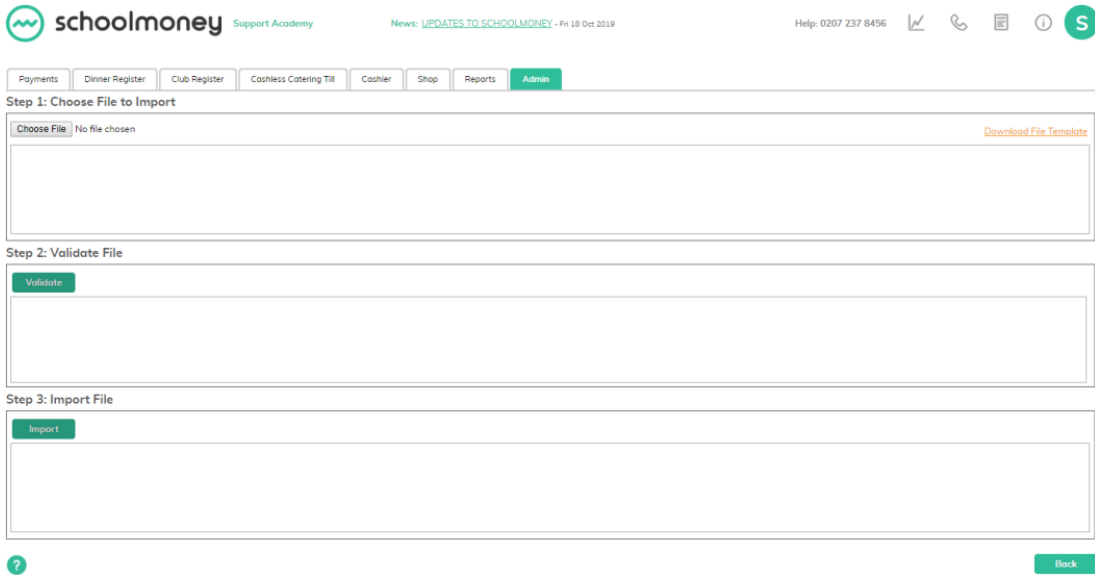 schoolmoney Support Academy News: UPDATES TO SCHOOLMONEY - Fri 18 Oct 2019 Help: 0207 237 8456 S
Payments Dinner Register Club Register Cashless Catering Till Cashier Shop Reports Admin
Step 1: Choose File to Import
Choose File No file chosen Download File Template
Step 2: Validate File
Validate
Step 3: Import File
Import
? Back